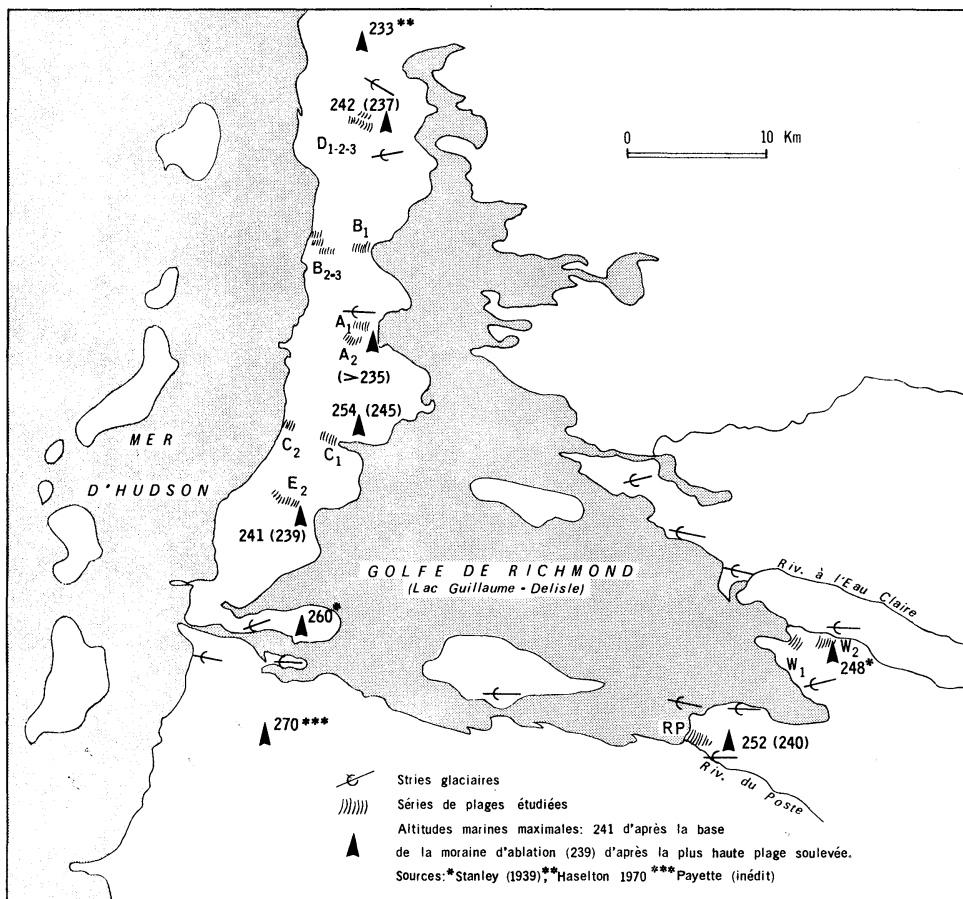 233**
242 (237)
0 10 Km
D1-2-3
B1
B2-3
A1
A2
(>235)
254 (245)
C2
C1
MER
D'HUDSON
E2
241 (239)
GOLFE DE RICHMOND
(Lac Guillaume-Delisle)
Riv. à l'Eau Claire
260*
W2
W1
248*
270***
RP
252 (240)
Riv. du Poste
Stries glaciaires
Séries de plages étudiées
Altitudes marines maximales: 241 d'après la base
de la moraine d'ablation (239) d'après la plus haute plage soulevée.
Sources:*Stanley (1939),**Haselton 1970 ***Payette (inédit)